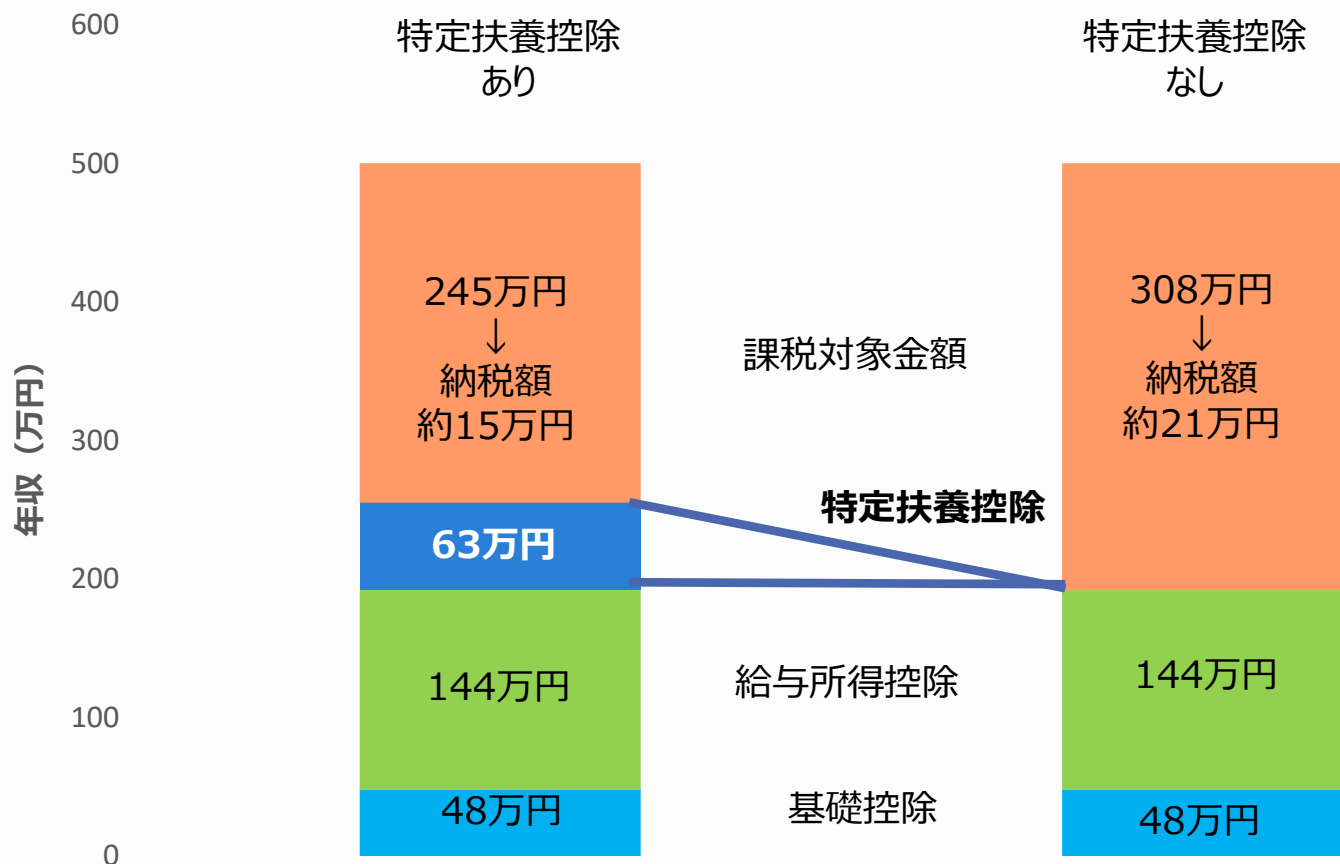 600
特定扶養控除
あり
特定扶養控除
なし
500
400
300
200
100
0
年収（万円）
245万円
↓
納税額
約15万円
63万円
144万円
48万円
課税対象金額
特定扶養控除
給与所得控除
基礎控除
308万円
↓
納税額
約21万円
144万円
48万円